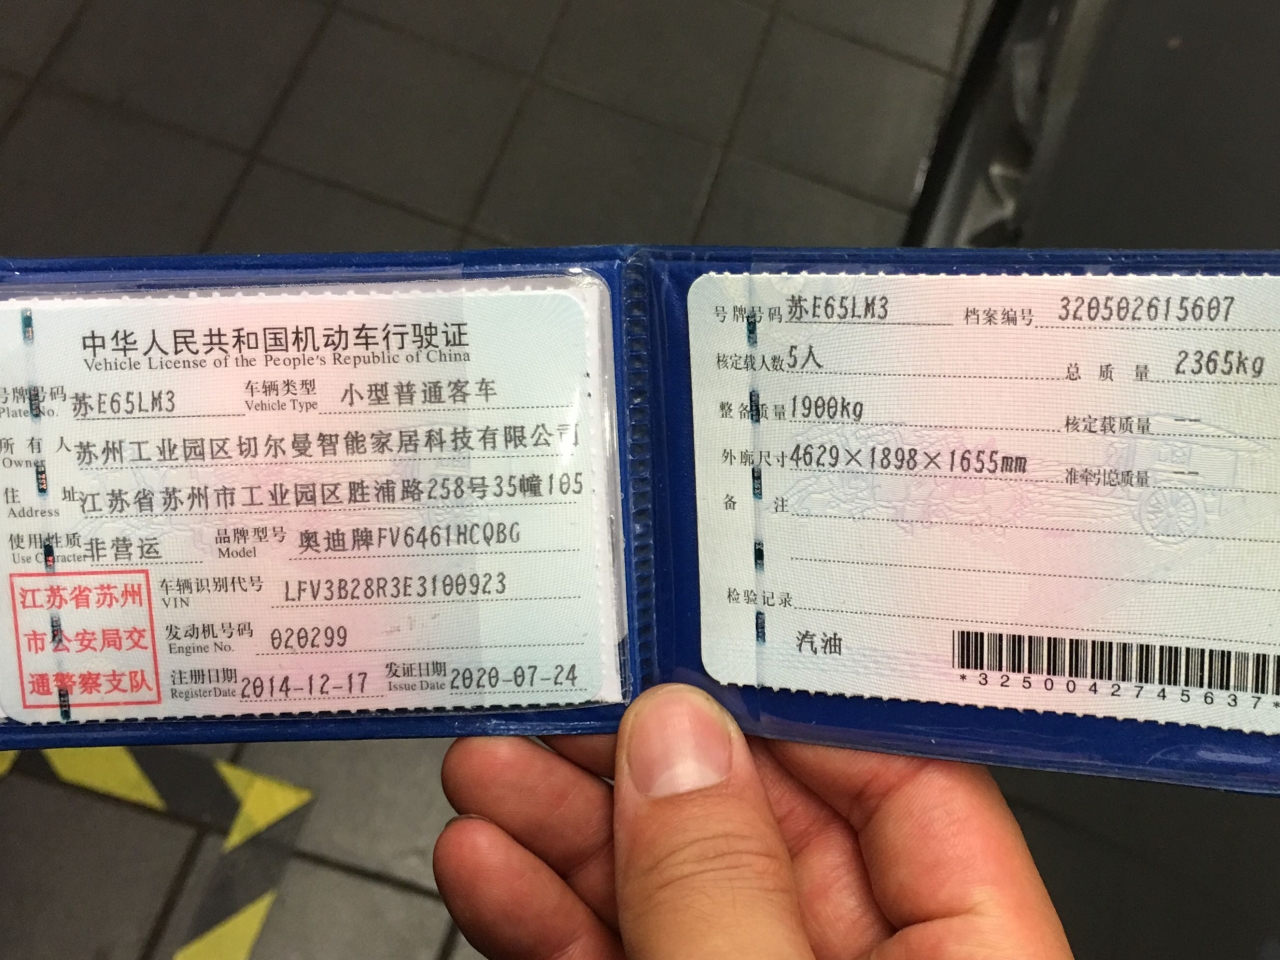 中华人民共和国机动车行驶证
Vehicle License of the People's Republic of China
号牌号码 苏E65LM3 车辆类型 小型普通客车
Plate No. Vehicle Type
所有人 苏州工业园区切尔曼智能家居科技有限公司
Owner
住址 江苏省苏州市工业园区胜浦路258号35幢105
Address
使用性质 非营运 品牌型号 奥迪牌FV6461HCQBG
Use Character Model
江苏省苏州
市公安局交
通警察支队
车辆识别代号 LFV3B28R3E3100923
VIN
发动机号码 020299
Engine No.
注册日期 2014-12-17 发证日期 2020-07-24
Register Date Issue Date
号牌号码 苏E65LM3 档案编号 320502615607
核定载人数 5人 总质量 2365kg
整备质量 1900kg 核定载质量 --
外廓尺寸 4629×1898×1655mm 准牵引总质量 --
备注
检验记录
汽油
*3250042745637*